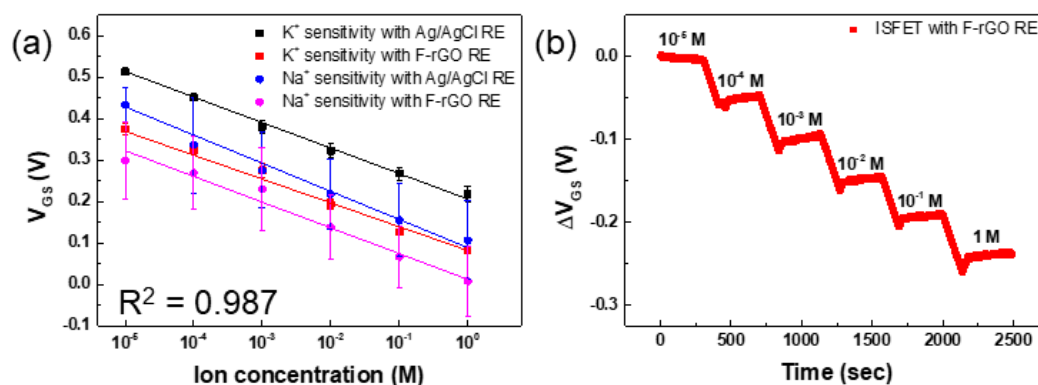 (a)
K⁺ sensitivity with Ag/AgCl RE
K⁺ sensitivity with F-rGO RE
Na⁺ sensitivity with Ag/AgCl RE
Na⁺ sensitivity with F-rGO RE
V_GS (V)
0.6
0.5
0.4
0.3
0.2
0.1
0.0
-0.1
R² = 0.987
10⁻⁵ 10⁻⁴ 10⁻³ 10⁻² 10⁻¹ 10⁰
Ion concentration (M)
(b)
ISFET with F-rGO RE
ΔV_GS (V)
0.0
-0.1
-0.2
-0.3
10⁻⁵ M
10⁻⁴ M
10⁻³ M
10⁻² M
10⁻¹ M
1 M
0 500 1000 1500 2000 2500
Time (sec)